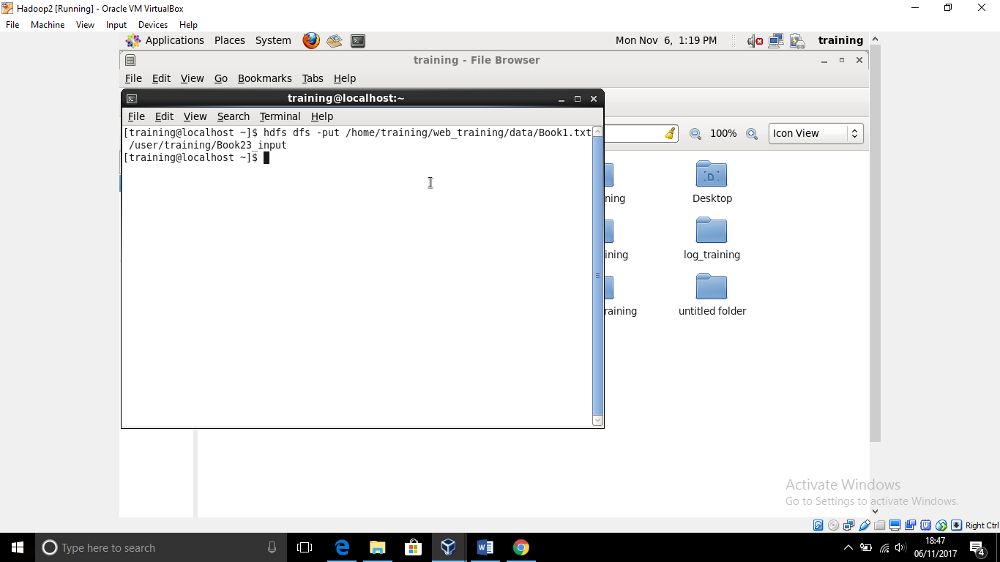 Hadoop2 [Running] - Oracle VM VirtualBox
File Machine View Input Devices Help
Applications Places System Mon Nov 6, 1:19 PM training
training - File Browser
File Edit View Go Bookmarks Tabs Help
training@localhost:~
File Edit View Search Terminal Help
[training@localhost ~]$ hdfs dfs -put /home/training/web_training/data/Book1.txt
/user/training/Book23_input
[training@localhost ~]$
100% Icon View
ning Desktop
ining log_training
raining untitled folder
Activate Windows
Go to Settings to activate Windows.
Right Ctrl
Type here to search
18:47
06/11/2017
4